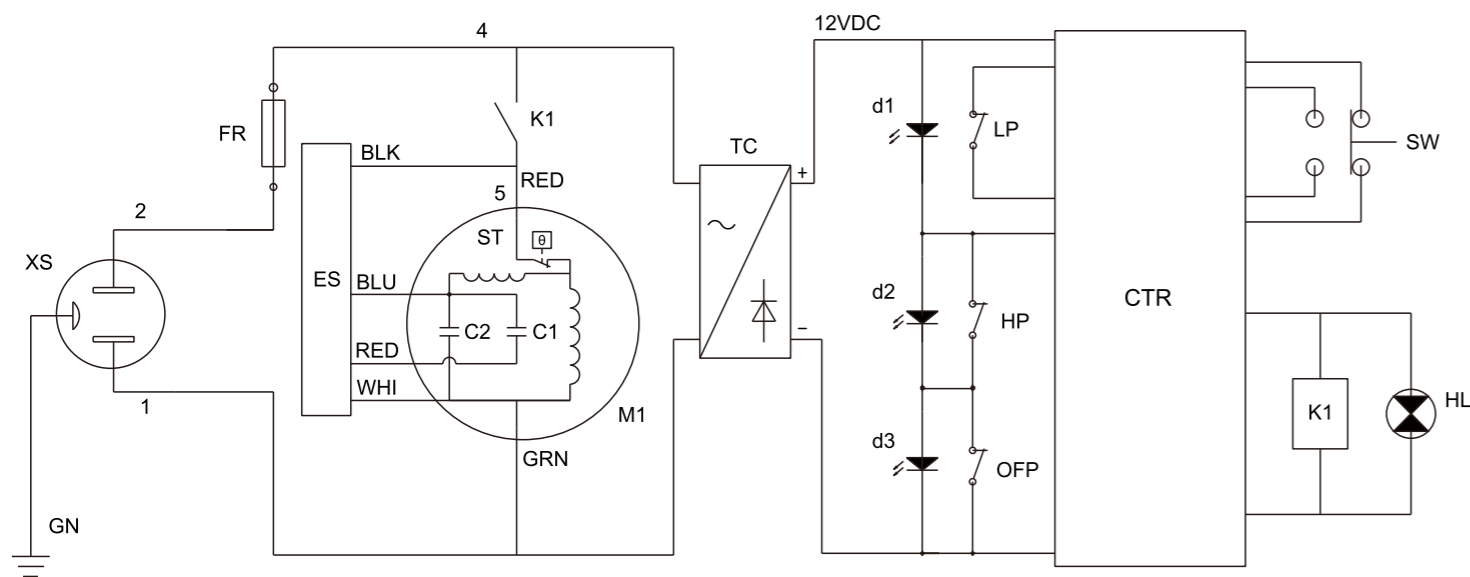 12VDC
4
d1
K1
LP
FR
TC
SW
BLK
+
RED
5
2
ST
θ
XS
ES
BLU
d2
CTR
C2
C1
HP
−
RED
WHI
1
M1
K1
HL
d3
GRN
OFP
GN